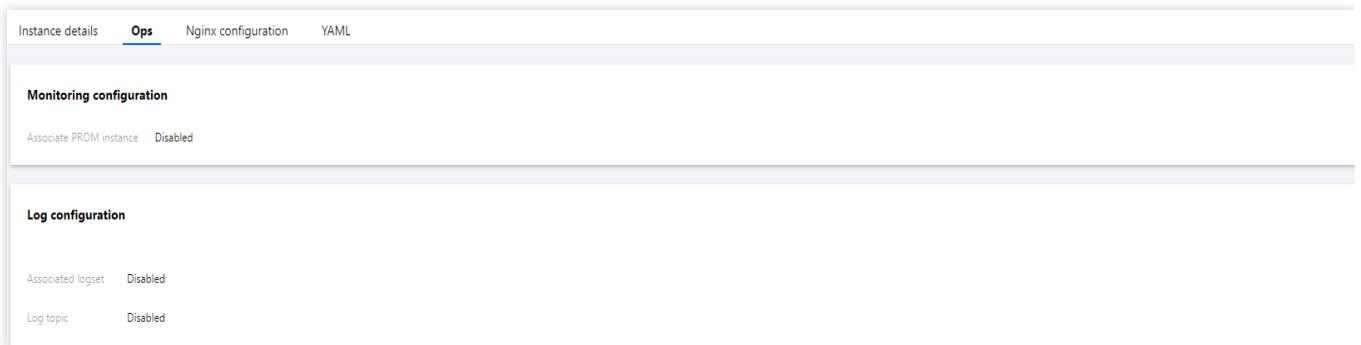 Instance details Ops Nginx configuration YAML
Monitoring configuration
Associate PROM instance Disabled
Log configuration
Associated logset Disabled
Log topic Disabled